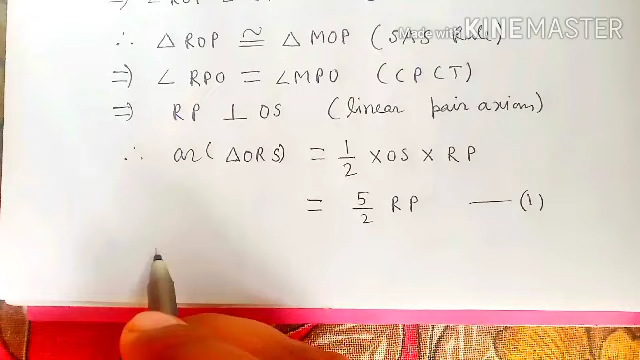 ∴ △ ROP ≅ △ MOP (SAS Rule)
Made with KINEMASTER
⇒ ∠ RPO = ∠MPO (CPCT)
⇒ RP ⊥ OS (linear pair axiom)
∴ ar( △ORS) = 1/2 × OS × RP
= 5/2 RP —— (1)